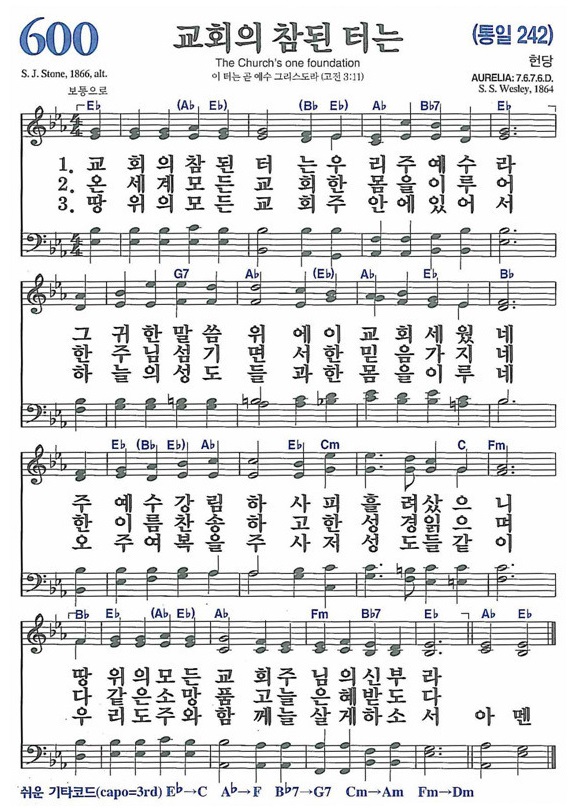 600
교회의 참된 터는
(통일 242)
The Church's one foundation
헌당
S. J. Stone, 1866, alt.
이 터는 곧 예수 그리스도라 (고전 3:11)
AURELIA: 7.6.7.6.D.
보통으로
S. S. Wesley, 1864
E♭ (A♭ E♭) A♭ E♭ (B♭ E♭) A♭ B♭7 E♭
1. 교 회의참된 터 는우 리주예수 라
2. 온 세계모든 교 회한 몸을이루 어
3. 땅 위의모든 교 회주 안에있어 서
G7 A♭ (E♭) A♭ E♭ B♭
그 귀한말씀 위 에이 교회세웠 네
한 주님섬기 면 서한 믿음가지 네
하 늘의성도 들 과한 몸을이루 네
E♭ (B♭ E♭) A♭ E♭ Cm C Fm
주 예수강림 하 사피 흘려샀으 니
한 이름찬송 하 고한 성경읽으 며
오 주여복을 주 사저 성도들같 이
B♭ E♭ (A♭ E♭) A♭ Fm B♭7 E♭ A♭ E♭
땅 위의모든 교 회주 님의신부 라
다 같은소망 품 고늘 은혜받도 다
우 리도주와 함 께늘 살게하소 서 아 멘
쉬운 기타코드(capo=3rd) E♭→C A♭→F B♭7→G7 Cm→Am Fm→Dm